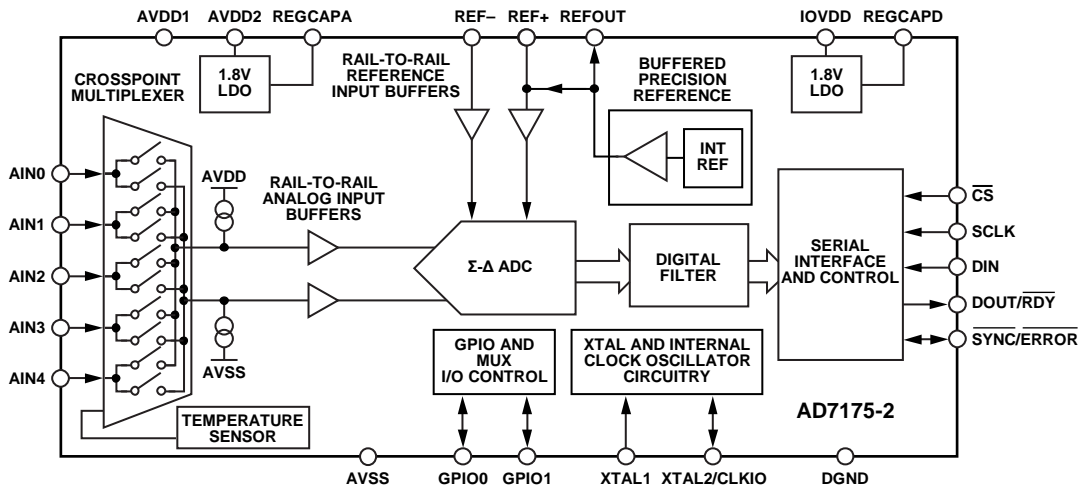 AVDD1
AVDD2
REGCAPA
REF–
REF+
REFOUT
IOVDD
REGCAPD
CROSSPOINT
MULTIPLEXER
1.8V
LDO
RAIL-TO-RAIL
REFERENCE
INPUT BUFFERS
BUFFERED
PRECISION
REFERENCE
INT
REF
1.8V
LDO
AIN0
AIN1
AIN2
AIN3
AIN4
AVDD
AVSS
RAIL-TO-RAIL
ANALOG INPUT
BUFFERS
Σ-Δ ADC
DIGITAL
FILTER
SERIAL
INTERFACE
AND CONTROL
CS
SCLK
DIN
DOUT/RDY
SYNC/ERROR
GPIO AND
MUX
I/O CONTROL
XTAL AND INTERNAL
CLOCK OSCILLATOR
CIRCUITRY
TEMPERATURE
SENSOR
AD7175-2
AVSS
GPIO0
GPIO1
XTAL1
XTAL2/CLKIO
DGND